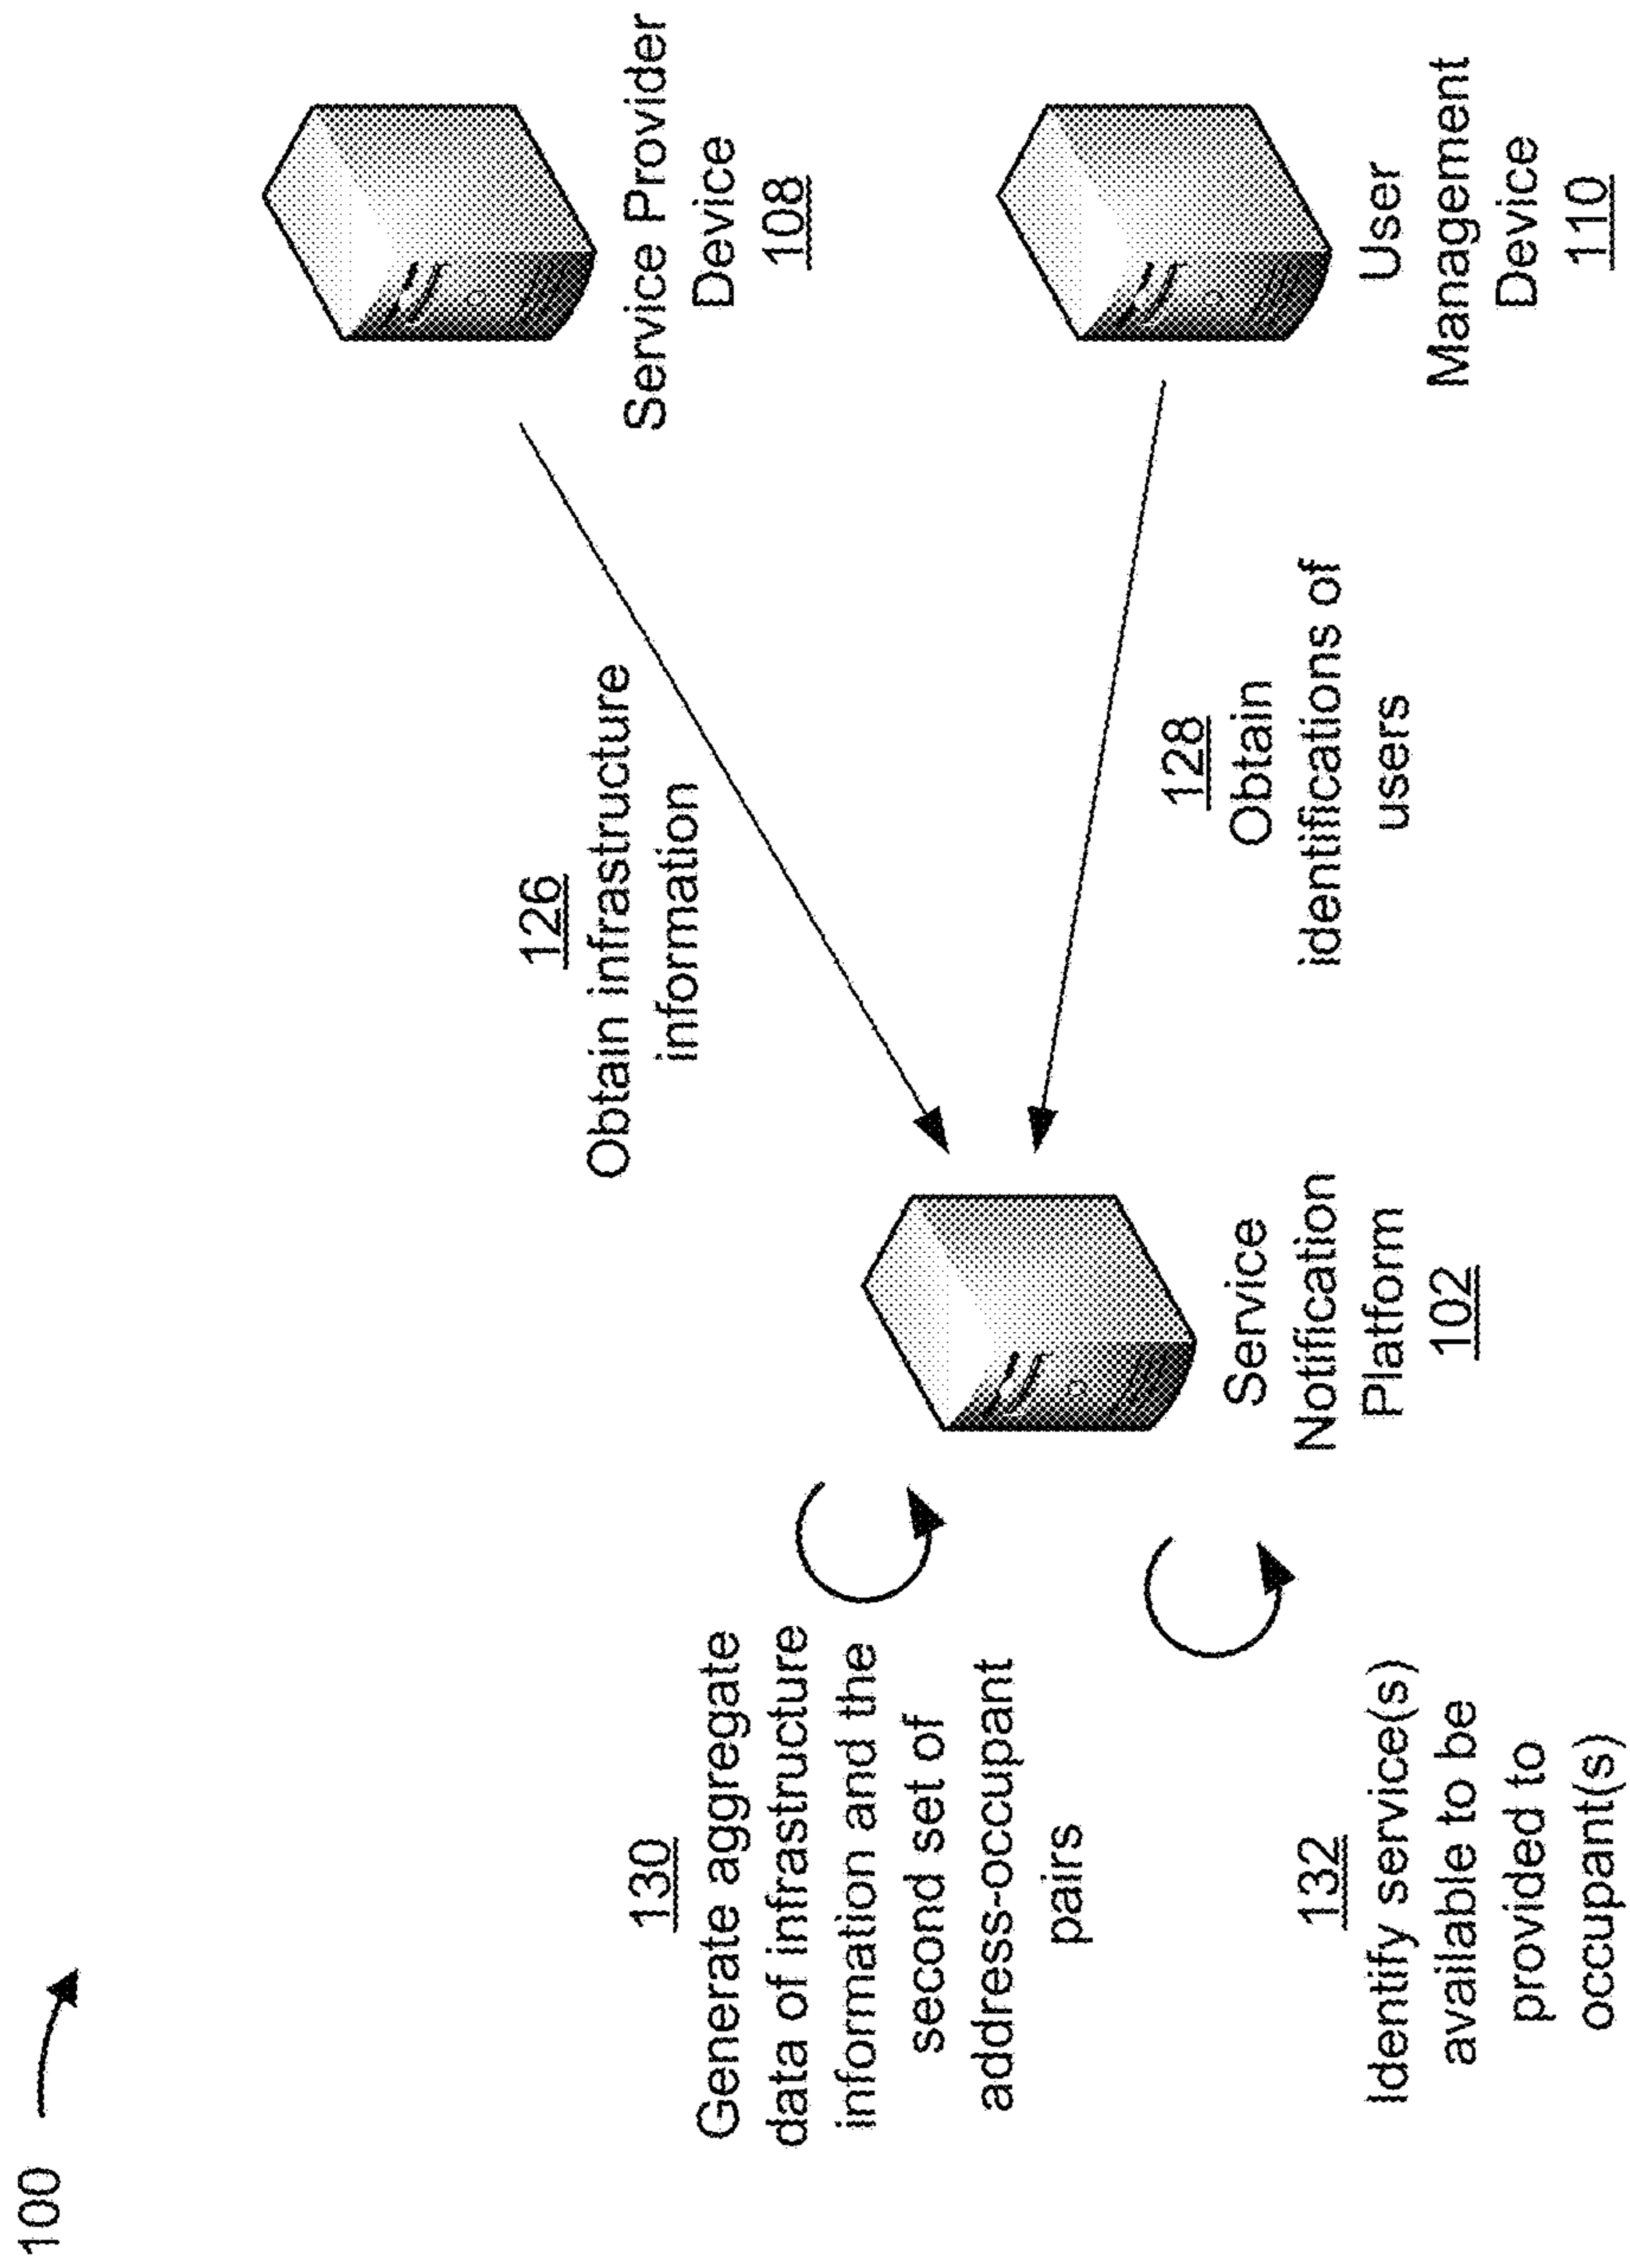 100
130
Generate aggregate
data of infrastructure
information and the
second set of
address-occupant
pairs
132
Identify service(s)
available to be
provided to
occupant(s)
Service
Notification
Platform
102
126
Obtain infrastructure
information
128
Obtain
identifications of
users
Service Provider
Device
108
User
Management
Device
110